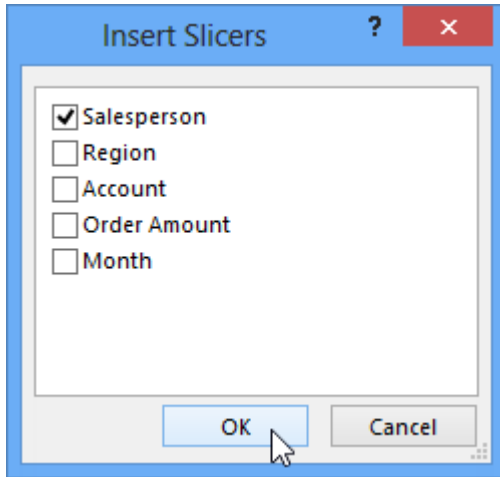 Insert Slicers ?
Salesperson
Region
Account
Order Amount
Month
OK Cancel